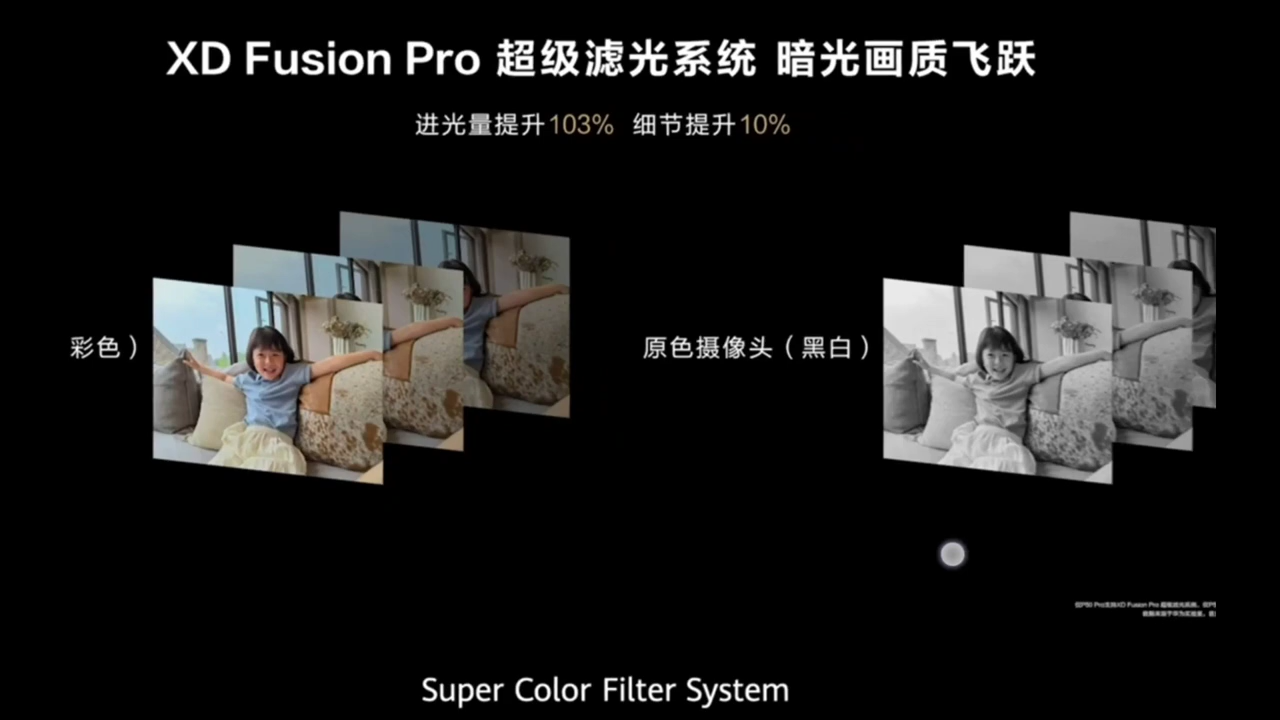 XD Fusion Pro 超级滤光系统 暗光画质飞跃
进光量提升103% 细节提升10%
彩色）
原色摄像头（黑白）
Super Color Filter System